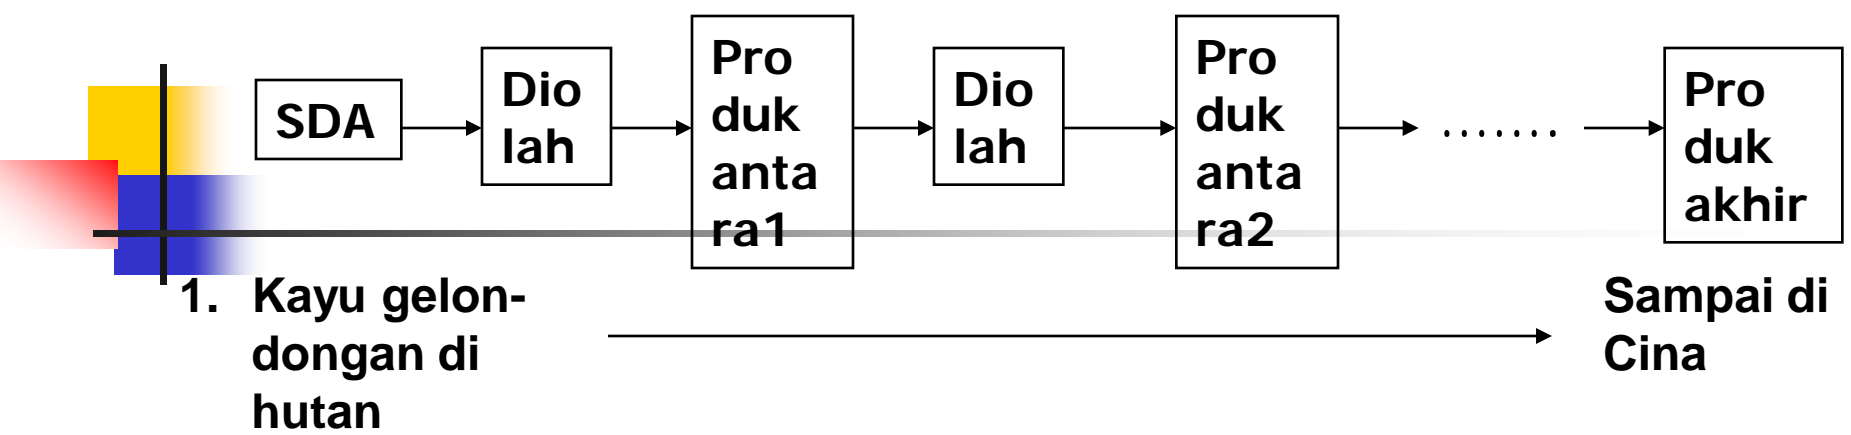 SDA
Dio
lah
Pro
duk
anta
ra1
Dio
lah
Pro
duk
anta
ra2
.......
Pro
duk
akhir
1. Kayu gelon-
dongan di
hutan
Sampai di
Cina